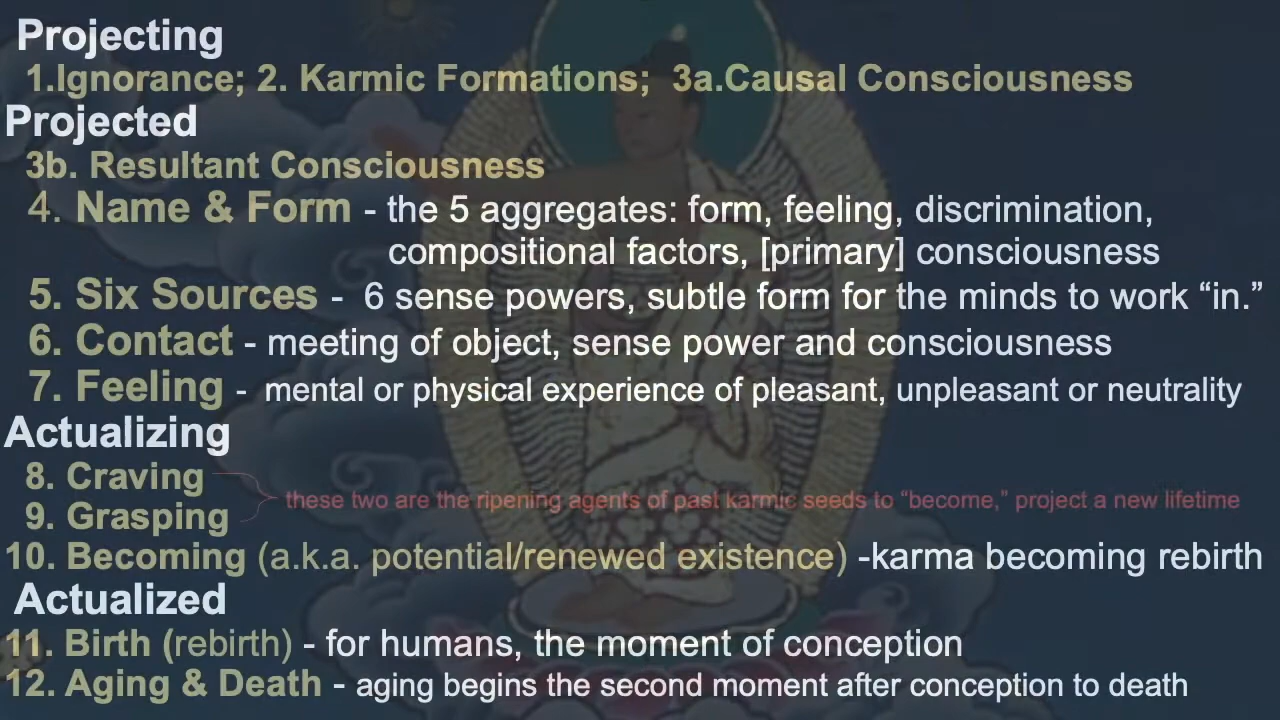 Projecting
1.Ignorance; 2. Karmic Formations; 3a.Causal Consciousness
Projected
3b. Resultant Consciousness
4. Name & Form - the 5 aggregates: form, feeling, discrimination,
compositional factors, [primary] consciousness
5. Six Sources - 6 sense powers, subtle form for the minds to work “in.”
6. Contact - meeting of object, sense power and consciousness
7. Feeling - mental or physical experience of pleasant, unpleasant or neutrality
Actualizing
8. Craving
these two are the ripening agents of past karmic seeds to “become,” project a new lifetime
9. Grasping
10. Becoming (a.k.a. potential/renewed existence) -karma becoming rebirth
Actualized
11. Birth (rebirth) - for humans, the moment of conception
12. Aging & Death - aging begins the second moment after conception to death